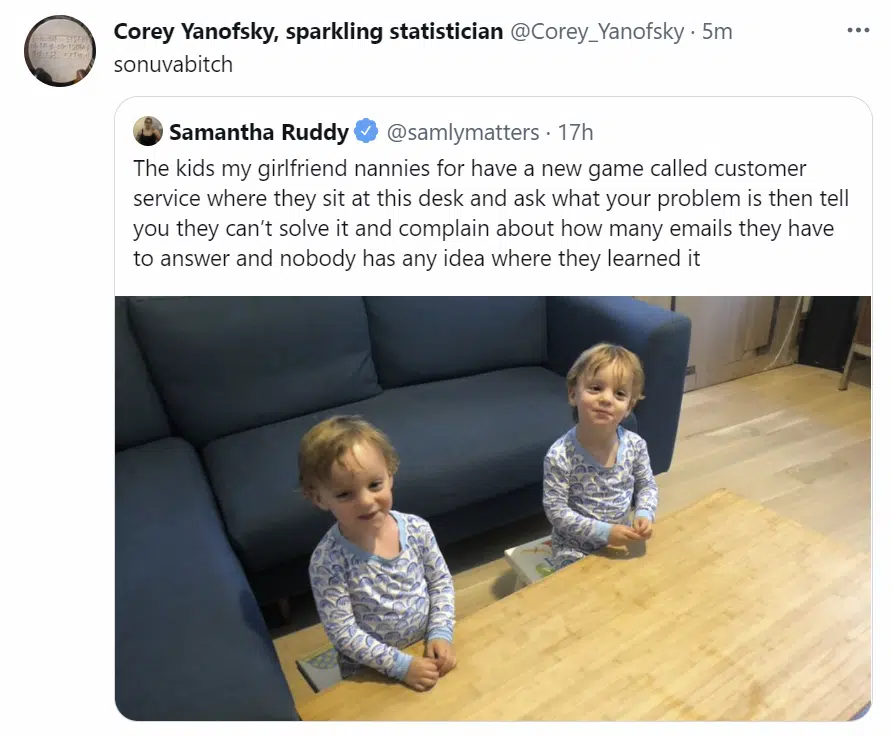 Corey Yanofsky, sparkling statistician @Corey_Yanofsky · 5m
sonuvabitch
Samantha Ruddy @samlymatters · 17h
The kids my girlfriend nannies for have a new game called customer
service where they sit at this desk and ask what your problem is then tell
you they can’t solve it and complain about how many emails they have
to answer and nobody has any idea where they learned it